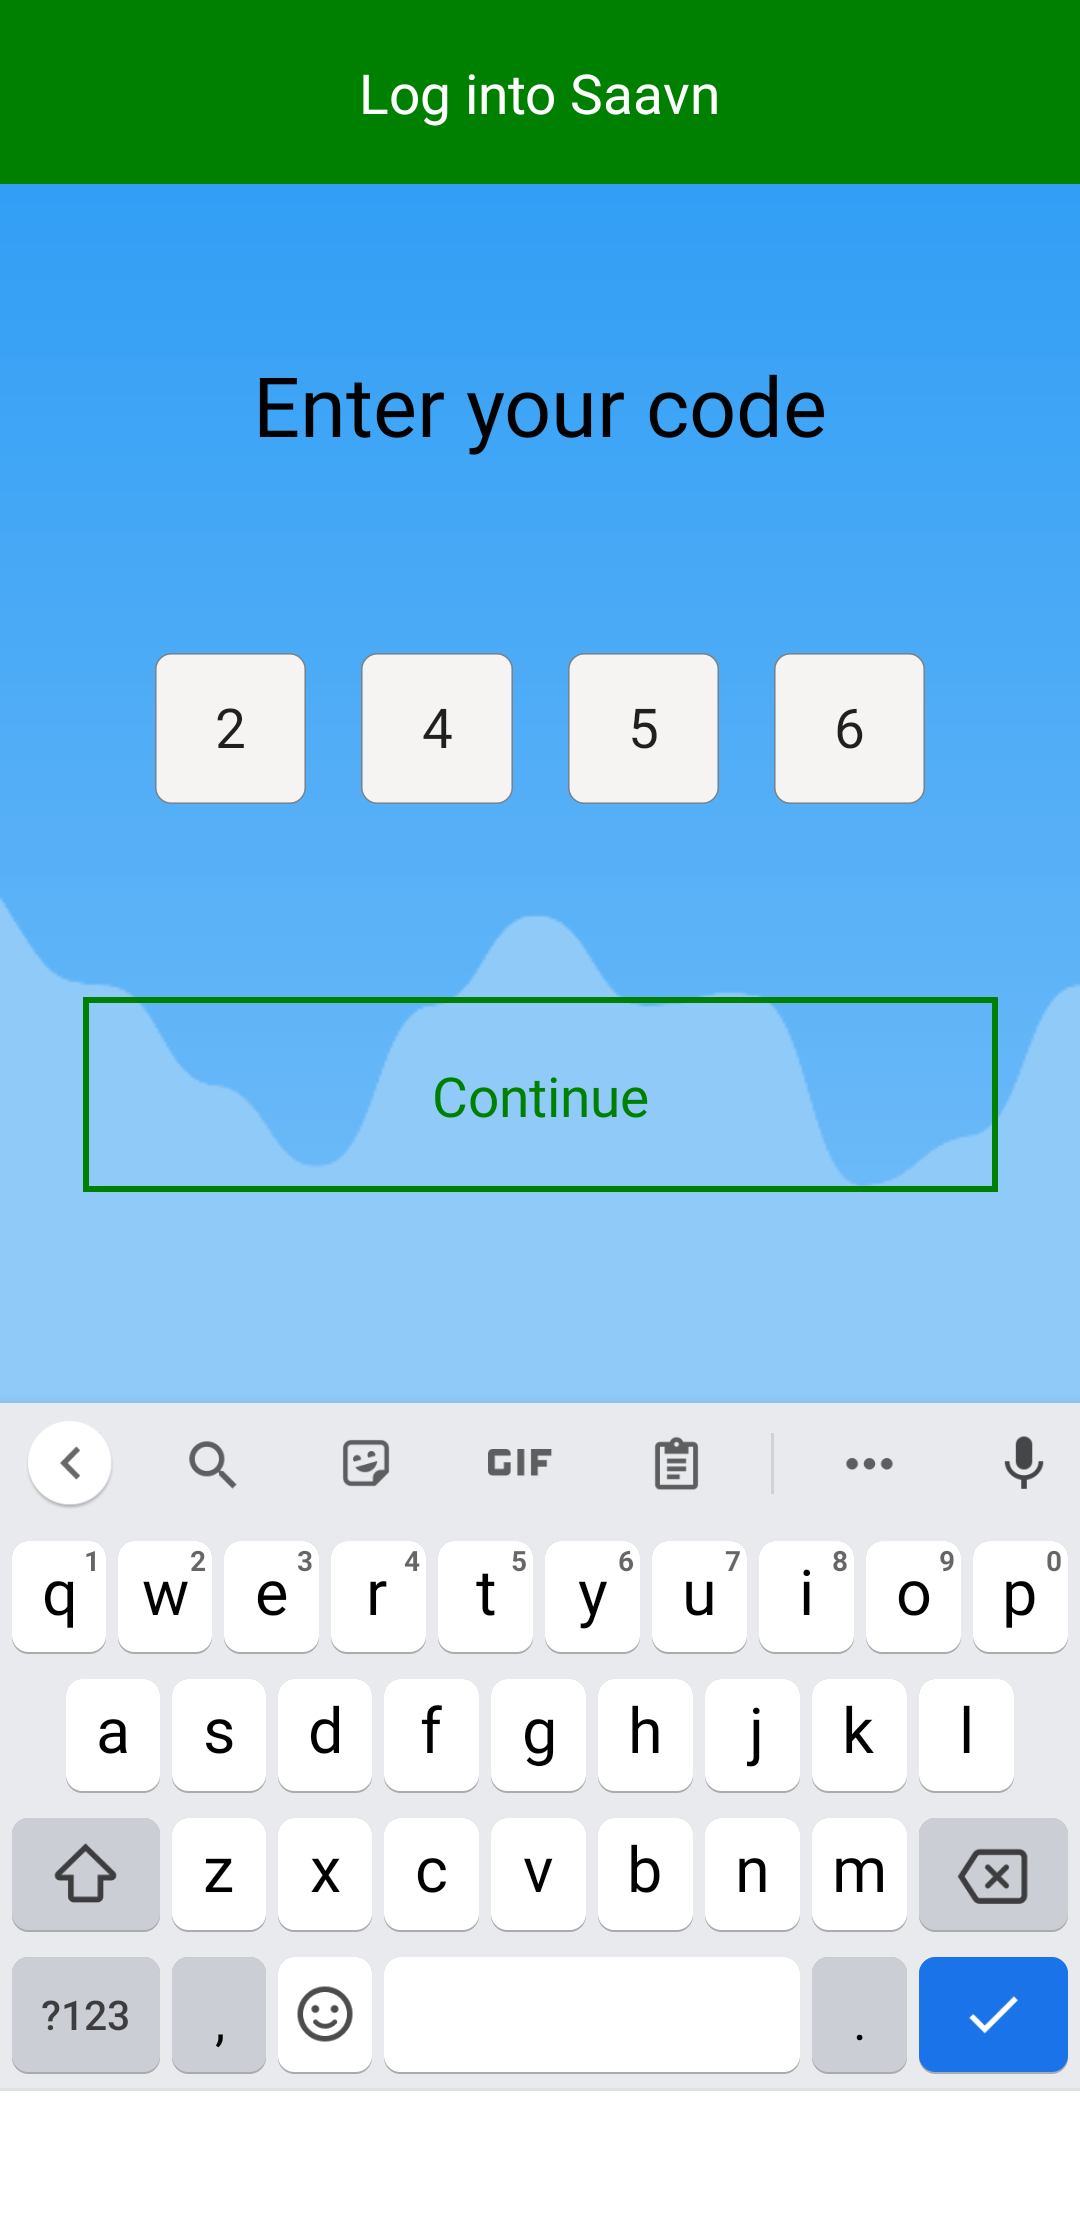 Log into Saavn
Enter your code
2 4 5 6
Continue
GIF
q 1 w 2 e 3 r 4 t 5 y 6 u 7 i 8 o 9 p 0
a s d f g h j k l
z x c v b n m
?123 , .